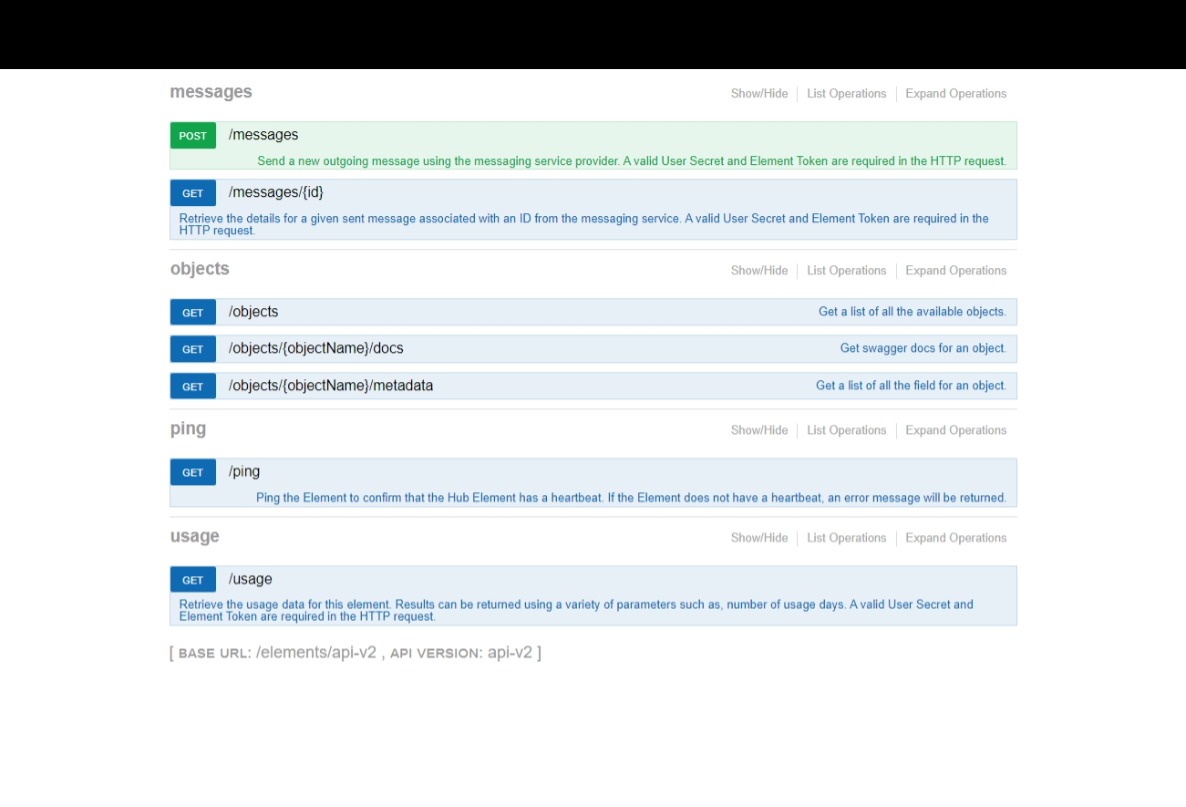 messages Show/Hide List Operations Expand Operations
POST /messages
Send a new outgoing message using the messaging service provider. A valid User Secret and Element Token are required in the HTTP request.
GET /messages/{id}
Retrieve the details for a given sent message associated with an ID from the messaging service. A valid User Secret and Element Token are required in the
HTTP request.
objects Show/Hide List Operations Expand Operations
GET /objects Get a list of all the available objects.
GET /objects/{objectName}/docs Get swagger docs for an object.
GET /objects/{objectName}/metadata Get a list of all the field for an object.
ping Show/Hide List Operations Expand Operations
GET /ping
Ping the Element to confirm that the Hub Element has a heartbeat. If the Element does not have a heartbeat, an error message will be returned.
usage Show/Hide List Operations Expand Operations
GET /usage
Retrieve the usage data for this element. Results can be returned using a variety of parameters such as, number of usage days. A valid User Secret and
Element Token are required in the HTTP request.
[ BASE URL: /elements/api-v2 , API VERSION: api-v2 ]